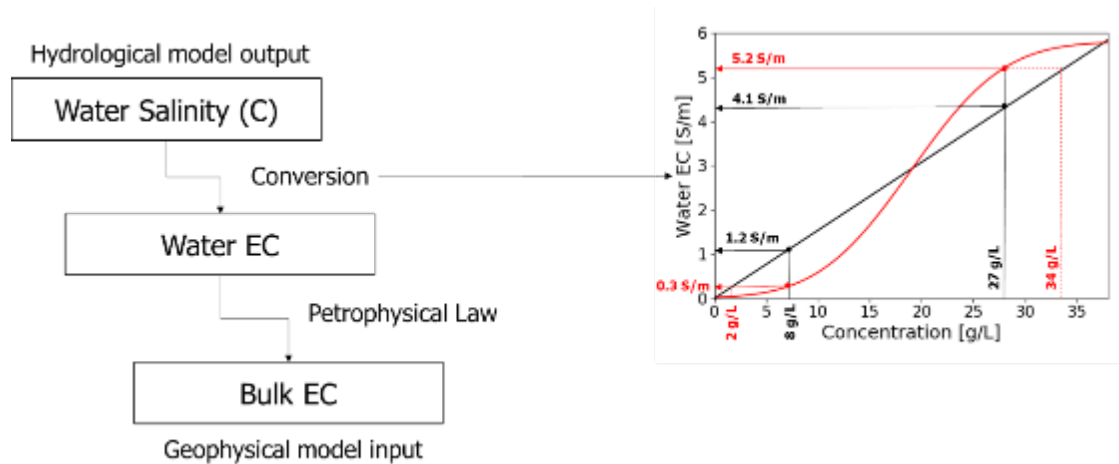 Hydrological model output
Water Salinity (C)
Conversion
Water EC
Petrophysical Law
Bulk EC
Geophysical model input
Water EC [S/m]
6
5
4
3
2
1
0
5.2 S/m
4.1 S/m
1.2 S/m
0.3 S/m
27 g/L
34 g/L
0
5
10
15
20
25
30
35
2 g/L
8 g/L
Concentration [g/L]